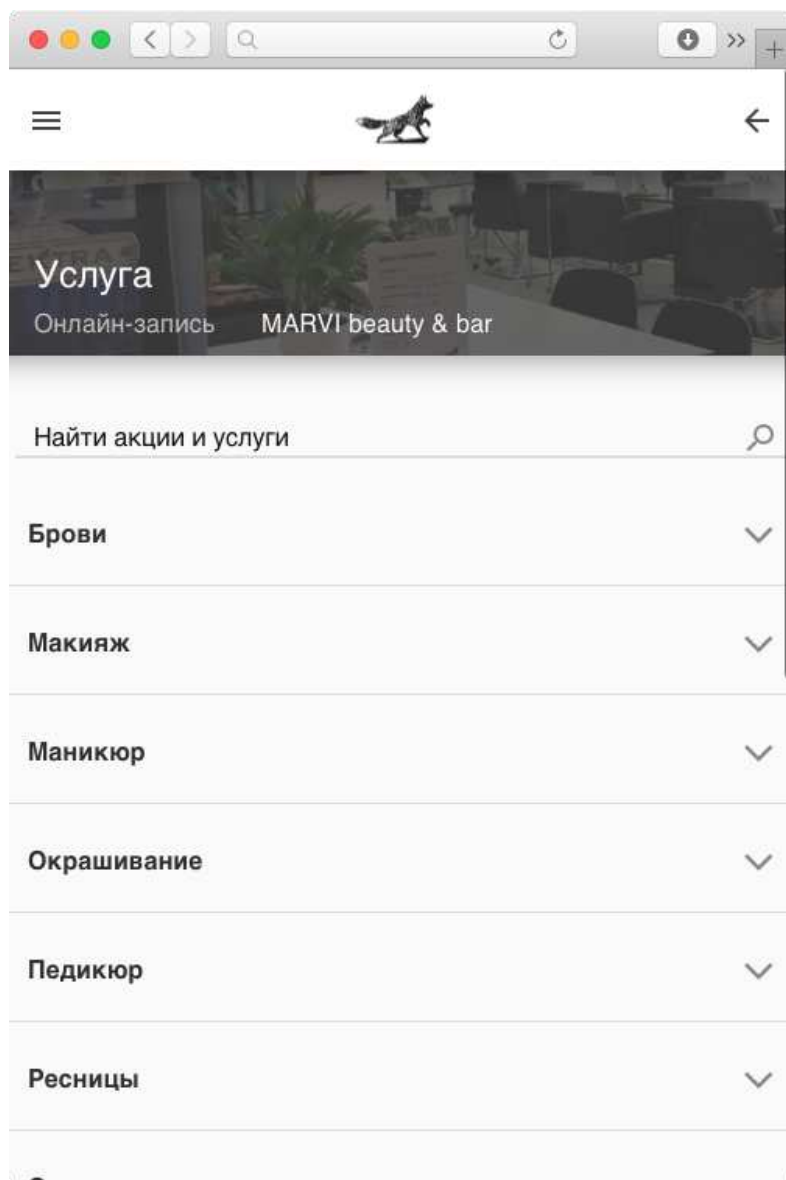 Услуга
Онлайн-запись MARVI beauty & bar
Найти акции и услуги
Брови
Макияж
Маникюр
Окрашивание
Педикюр
Ресницы